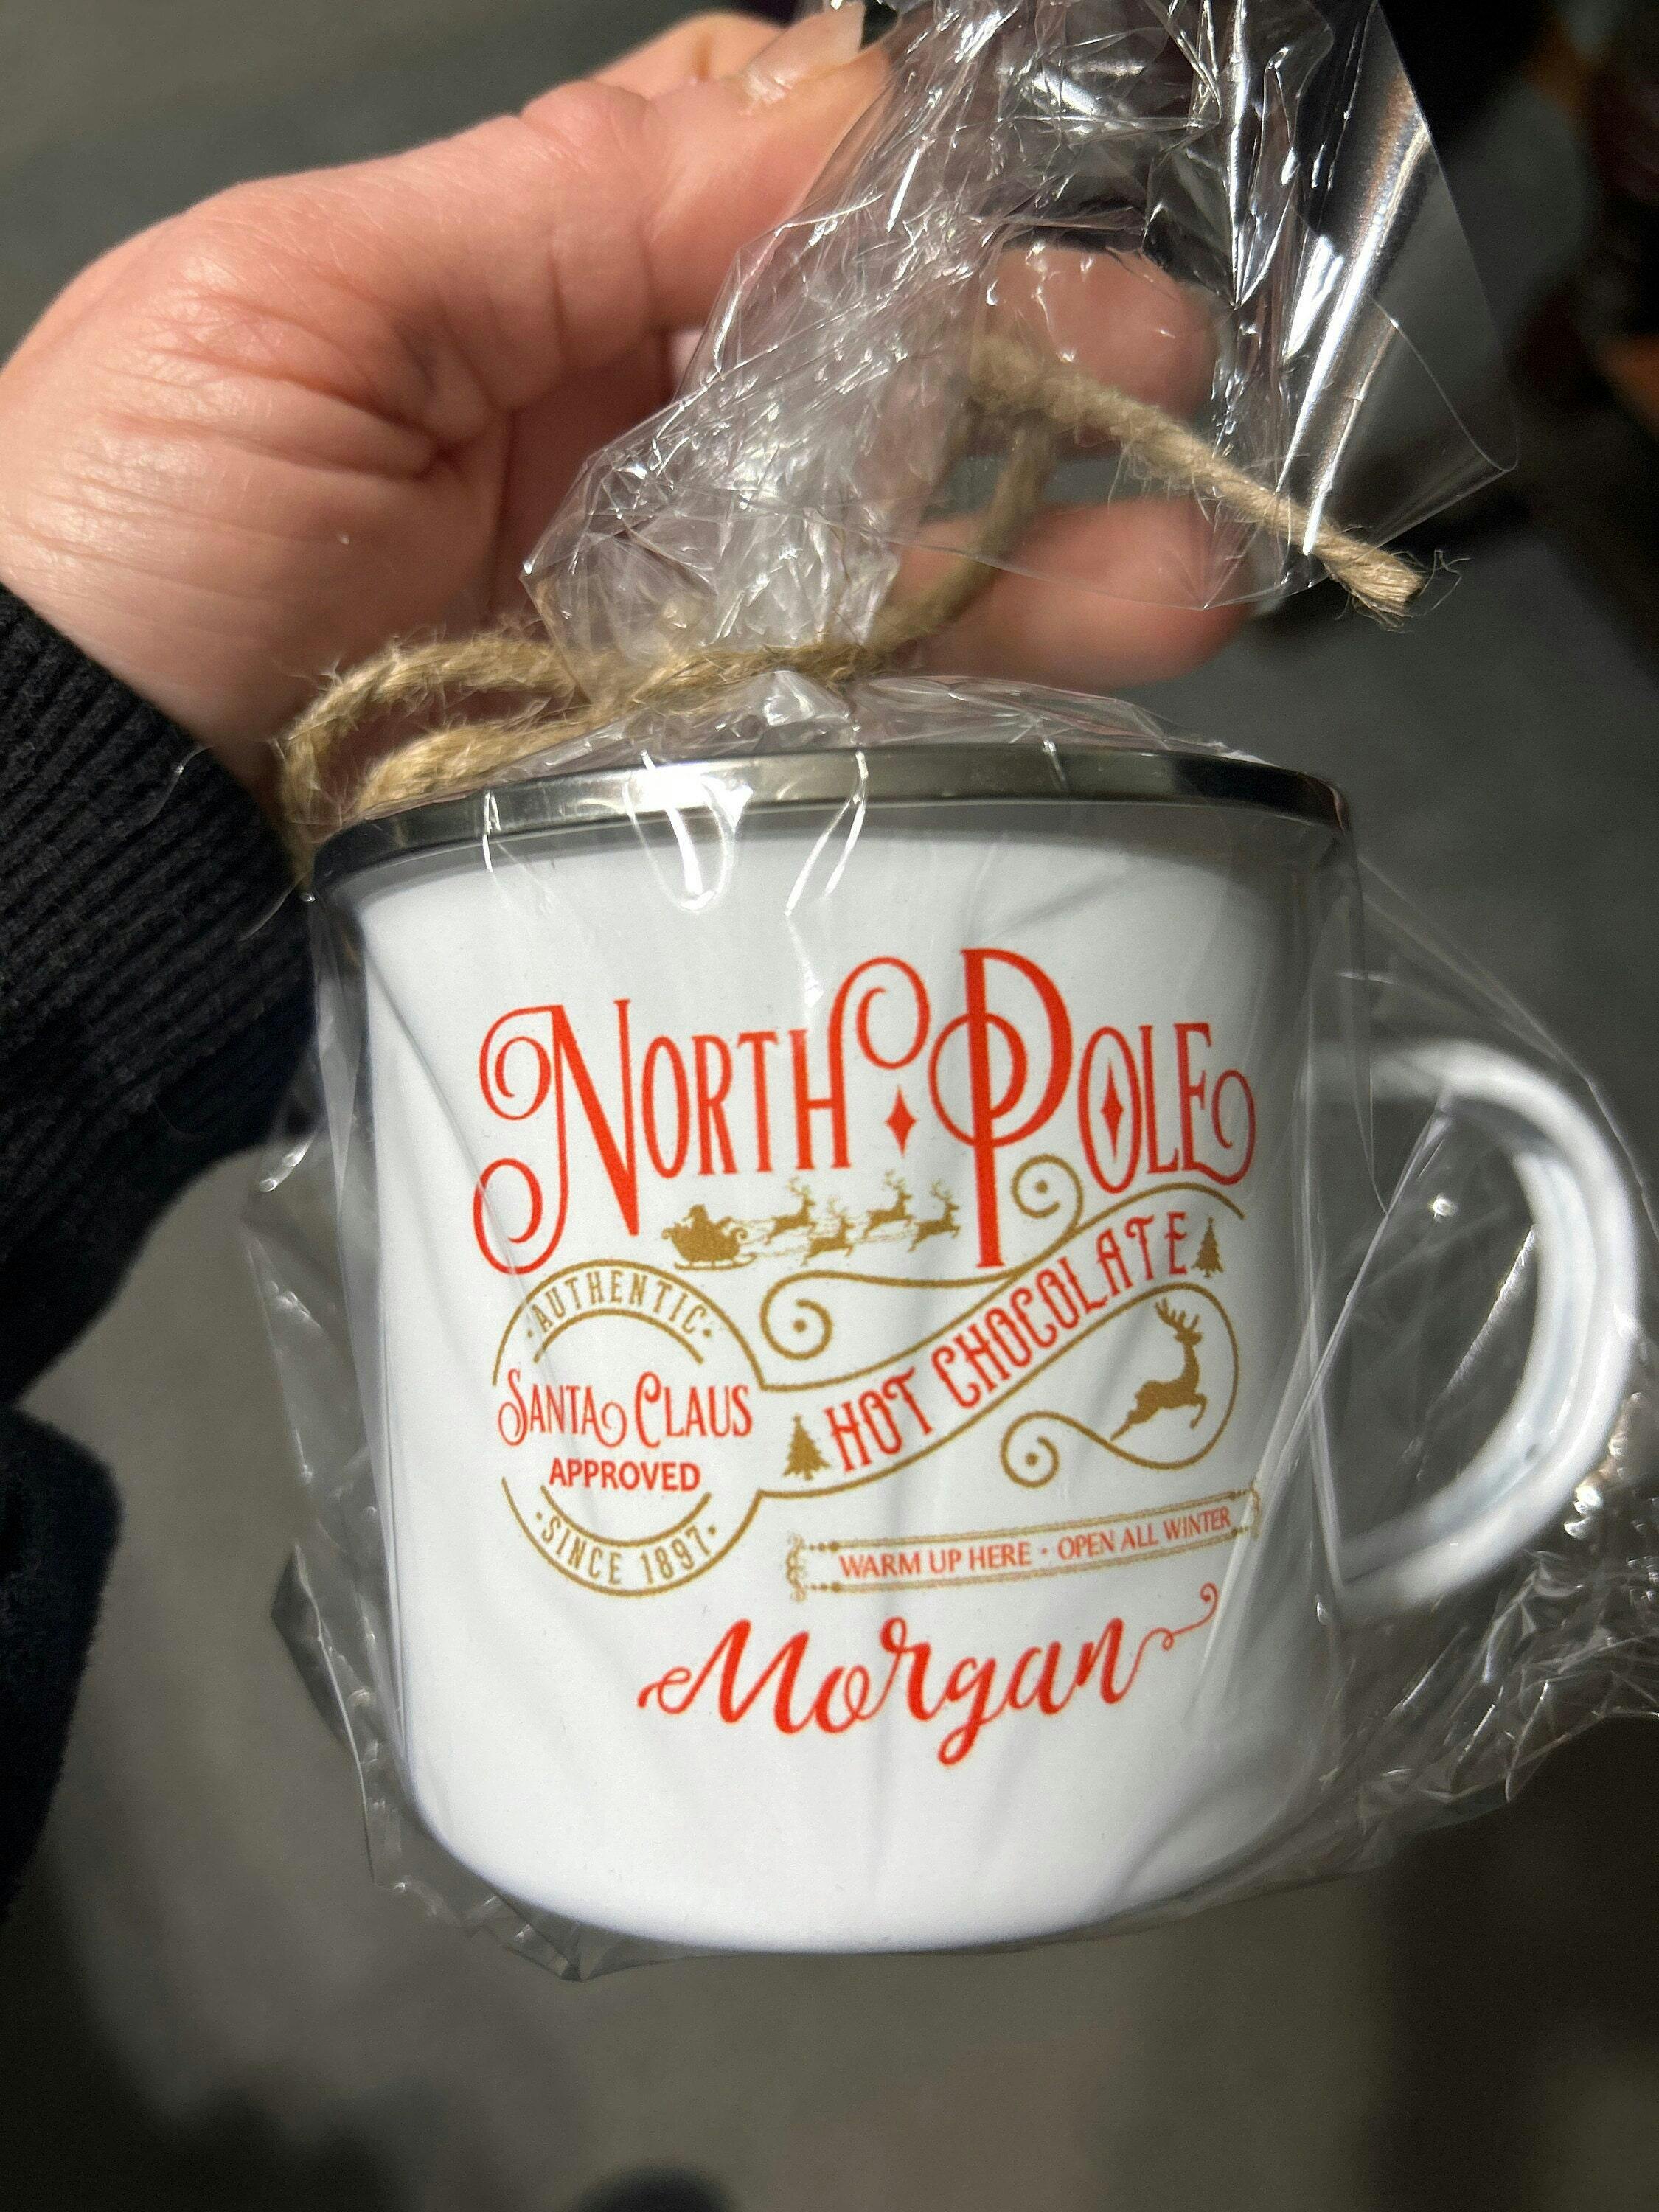 NORTH POLE
HOT CHOCOLATE
AUTHENTIC
SANTA CLAUS
APPROVED
SINCE 1897
WARM UP HERE · OPEN ALL WINTER
Morgan